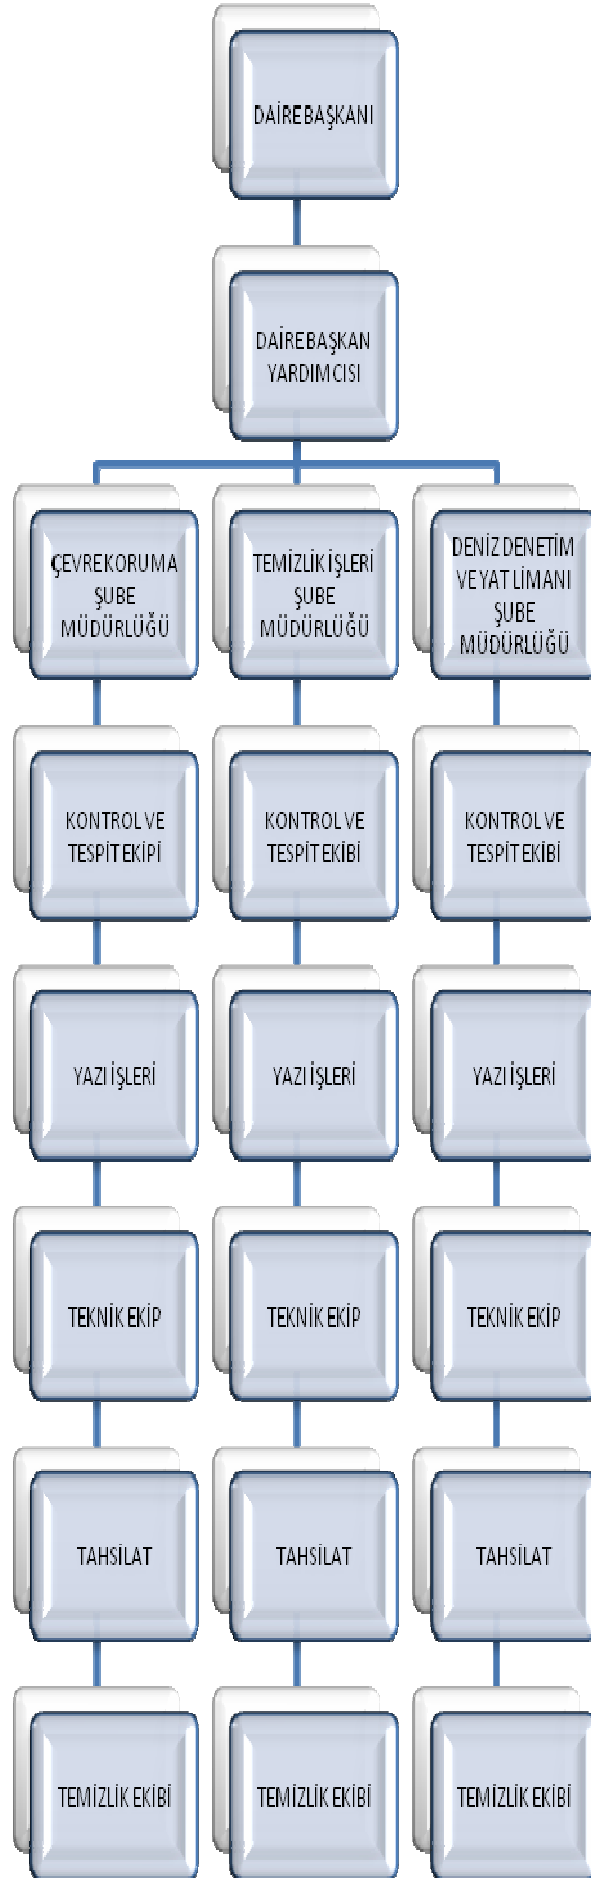 DAİRE BAŞKANI
DAİRE BAŞKAN
YARDIMCISI
ÇEVRE KORUMA
ŞUBE
MÜDÜRLÜĞÜ
TEMİZLİK İŞLERİ
ŞUBE
MÜDÜRLÜĞÜ
DENİZ DENETİM
VE YAT LİMANI
ŞUBE
MÜDÜRLÜĞÜ
KONTROL VE
TESPİT EKİPİ
KONTROL VE
TESPİT EKİBİ
KONTROL VE
TESPİT EKİBİ
YAZI İŞLERİ
YAZI İŞLERİ
YAZI İŞLERİ
TEKNİK EKİP
TEKNİK EKİP
TEKNİK EKİP
TAHSİLAT
TAHSİLAT
TAHSİLAT
TEMİZLİK EKİBİ
TEMİZLİK EKİBİ
TEMİZLİK EKİBİ